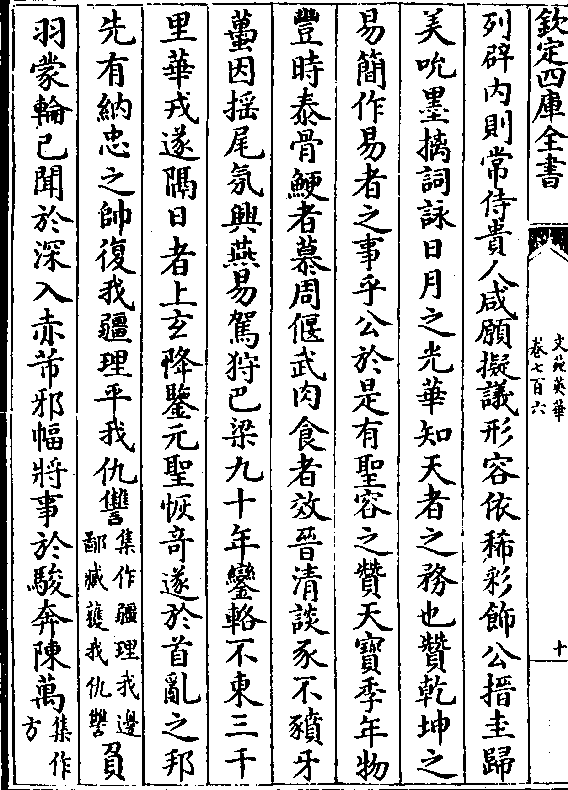 欽定四庫全書
文苑英華
卷七百六
十
列辟内則常侍貴人咸願擬議形容依稀彩飾公搢圭歸
美吮墨摛詞詠日月之光華知天者之務也贊乾坤之
易簡作易者之事乎公於是有聖容之贊天寳季年物
豐時泰骨鯁者慕周偃武肉食者效晉清談豕不豶牙
蠆因揺尾氛興燕易駕狩巴梁九十年鑾輅不東三千
里華戎遂隅日者上玄降鑒元聖恢竒遂於首亂之邦
先有納忠之帥復我疆理平我仇讐集作疆理我邊鄙臧䕶我仇讐負
羽蒙輪已聞於深入赤芾邪幅將事於駿奔陳萬集作方